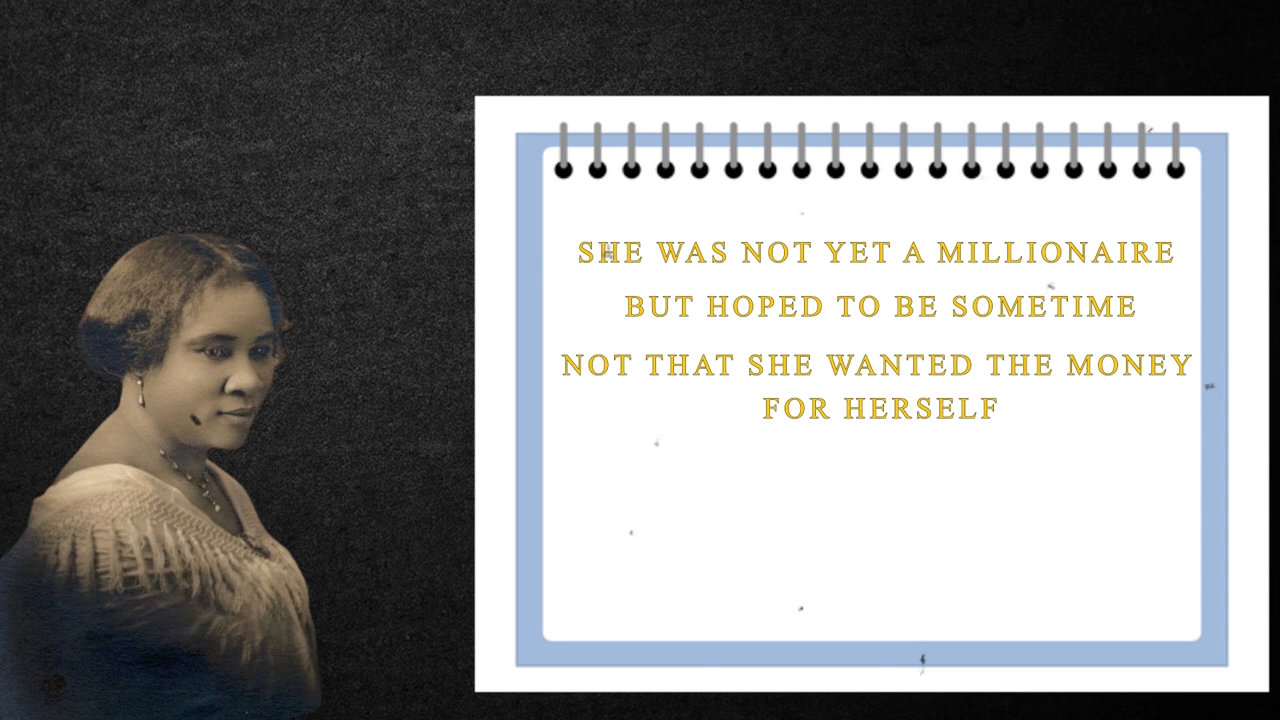 SHE WAS NOT YET A MILLIONAIRE
BUT HOPED TO BE SOMETIME
NOT THAT SHE WANTED THE MONEY
FOR HERSELF